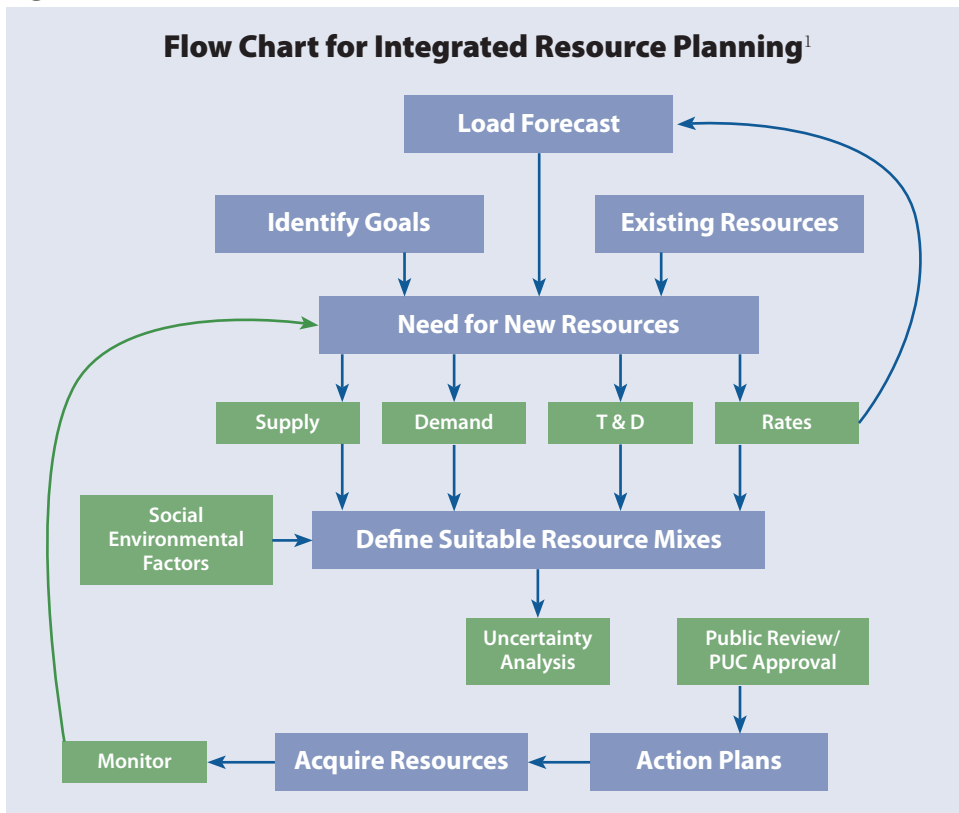 Flow Chart for Integrated Resource Planning1
Load Forecast
Identify Goals
Existing Resources
Need for New Resources
Supply
Demand
T & D
Rates
Social
Environmental
Factors
Define Suitable Resource Mixes
Uncertainty
Analysis
Public Review/
PUC Approval
Monitor
Acquire Resources
Action Plans